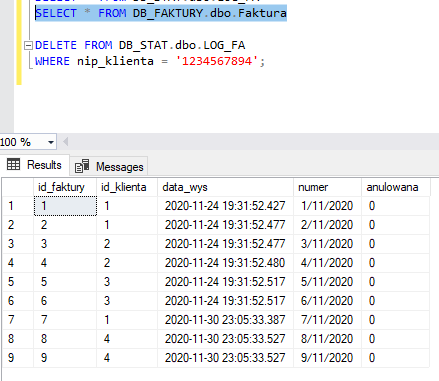 SELECT * FROM DB_FAKTURY.dbo.Faktura
DELETE FROM DB_STAT.dbo.LOG_FA
WHERE nip_klienta = '1234567894';
100 %
Results Messages
id_faktury id_klienta data_wys numer anulowana
1 1 1 2020-11-24 19:31:52.427 1/11/2020 0
2 2 1 2020-11-24 19:31:52.477 2/11/2020 0
3 3 2 2020-11-24 19:31:52.477 3/11/2020 0
4 4 2 2020-11-24 19:31:52.480 4/11/2020 0
5 5 3 2020-11-24 19:31:52.517 5/11/2020 0
6 6 3 2020-11-24 19:31:52.517 6/11/2020 0
7 7 1 2020-11-30 23:05:33.387 7/11/2020 0
8 8 4 2020-11-30 23:05:33.527 8/11/2020 0
9 9 4 2020-11-30 23:05:33.527 9/11/2020 0